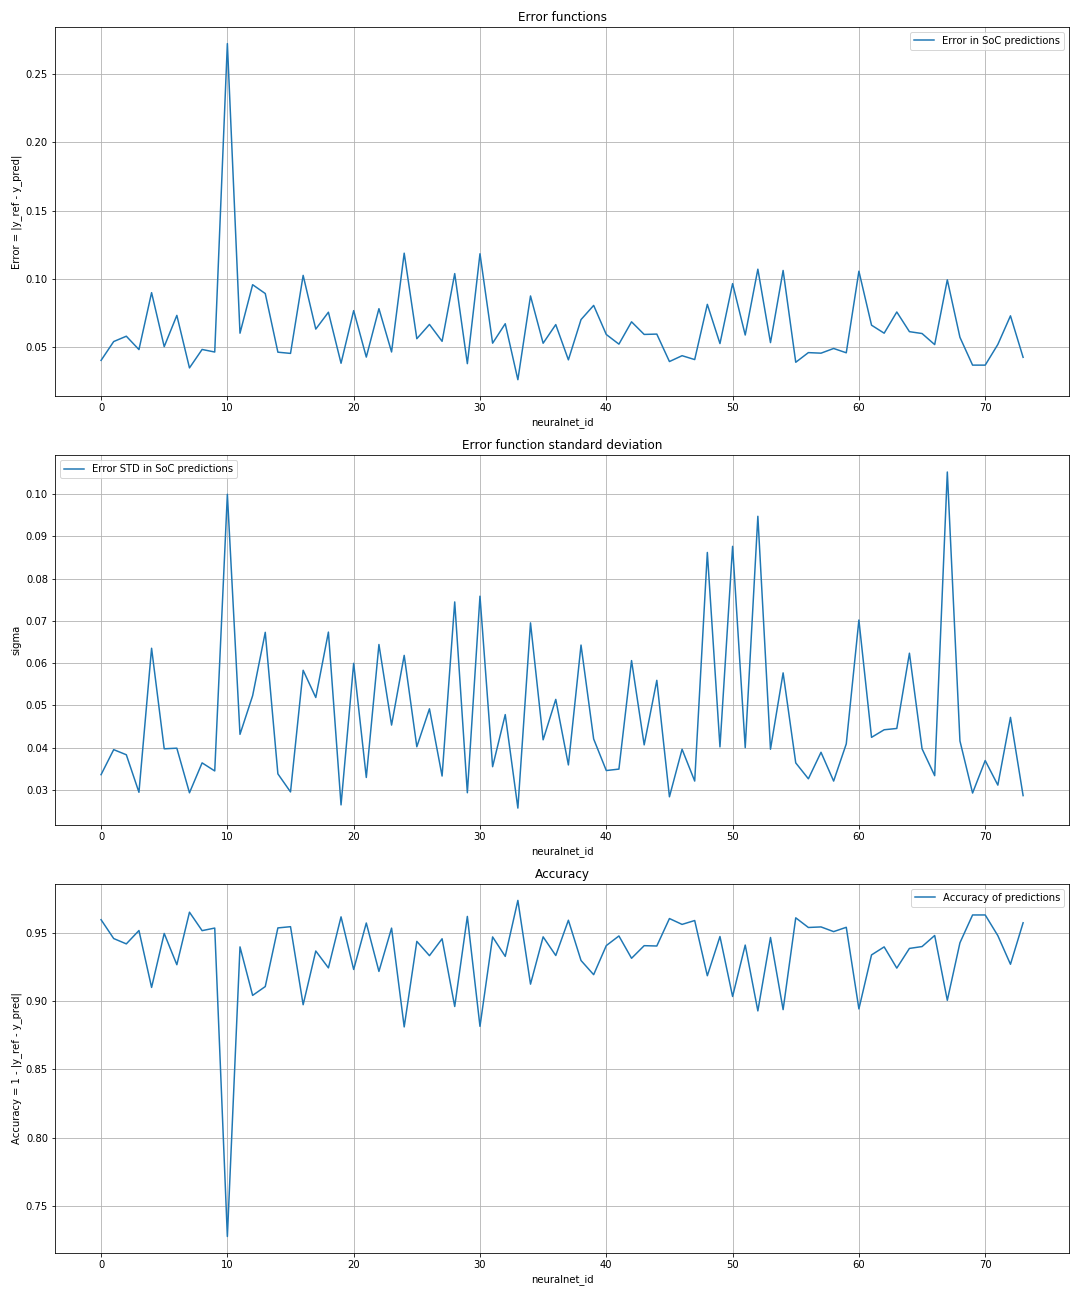 Error functions
Error in SoC predictions
Error = |y_ref - y_pred|
0.25
0.20
0.15
0.10
0.05
0 10 20 30 40 50 60 70
neuralnet_id
Error function standard deviation
Error STD in SoC predictions
sigma
0.10
0.09
0.08
0.07
0.06
0.05
0.04
0.03
0 10 20 30 40 50 60 70
neuralnet_id
Accuracy
Accuracy of predictions
Accuracy = 1 - |y_ref - y_pred|
0.95
0.90
0.85
0.80
0.75
0 10 20 30 40 50 60 70
neuralnet_id